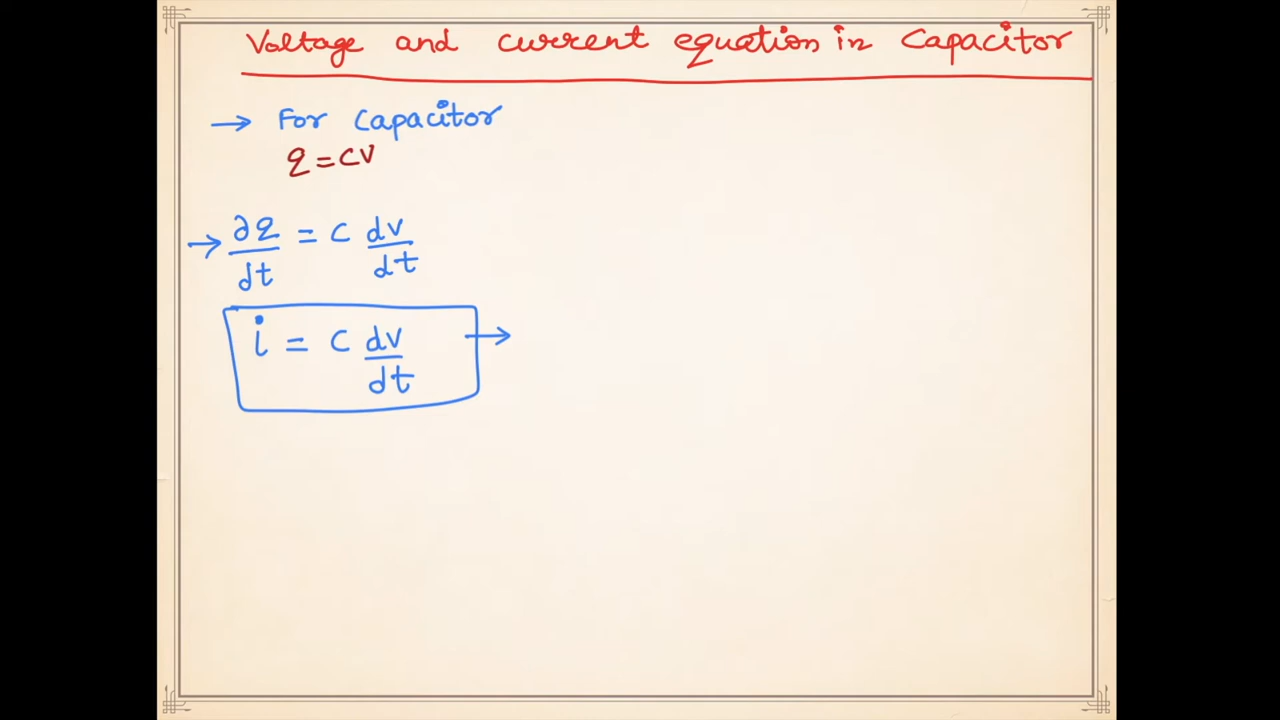 Voltage and current equation in Capacitor
→ For Capacitor
q = CV
→ ∂q/dt = C dv/dt
i = C dv/dt →